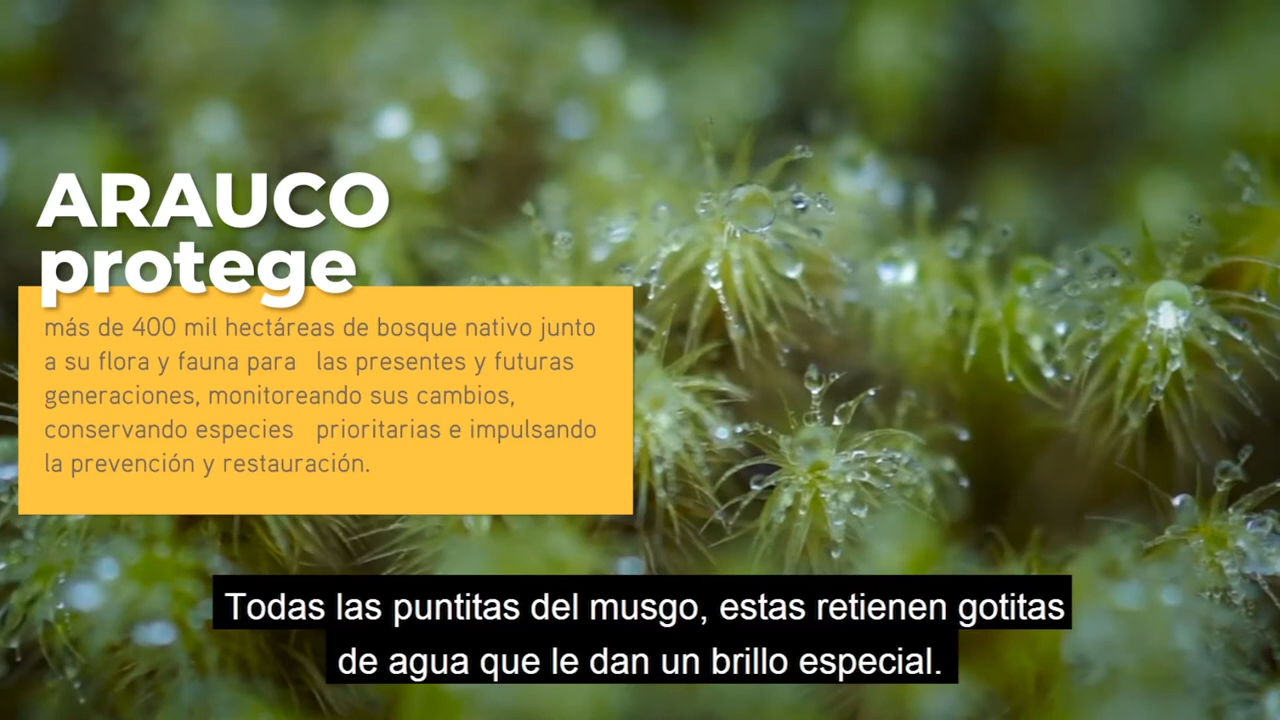 ARAUCO
protege
más de 400 mil hectáreas de bosque nativo junto
a su flora y fauna para las presentes y futuras
generaciones, monitoreando sus cambios,
conservando especies prioritarias e impulsando
la prevención y restauración.
Todas las puntitas del musgo, estas retienen gotitas
de agua que le dan un brillo especial.